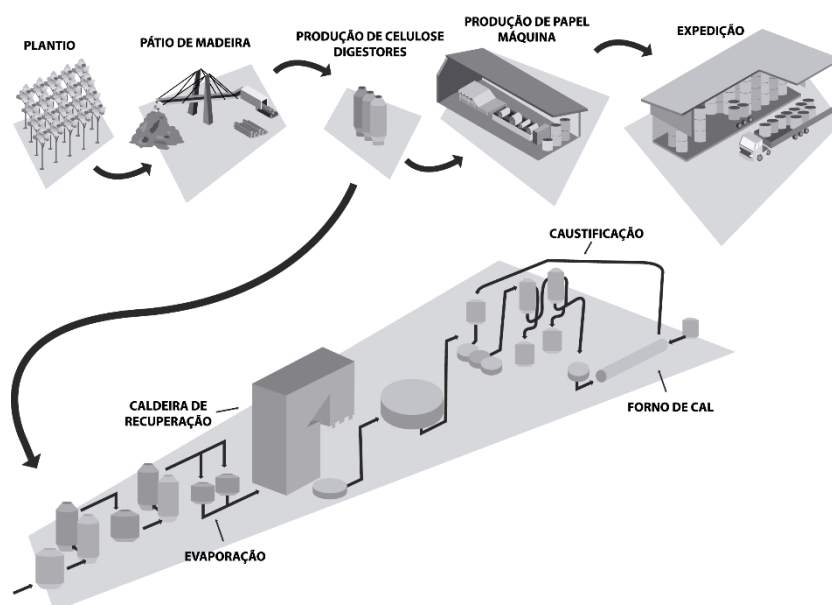 PLANTIO
PÁTIO DE MADEIRA
PRODUÇÃO DE CELULOSE
DIGESTORES
PRODUÇÃO DE PAPEL
MÁQUINA
EXPEDIÇÃO
CAUSTIFICAÇÃO
CALDEIRA DE
RECUPERAÇÃO
FORNO DE CAL
EVAPORAÇÃO